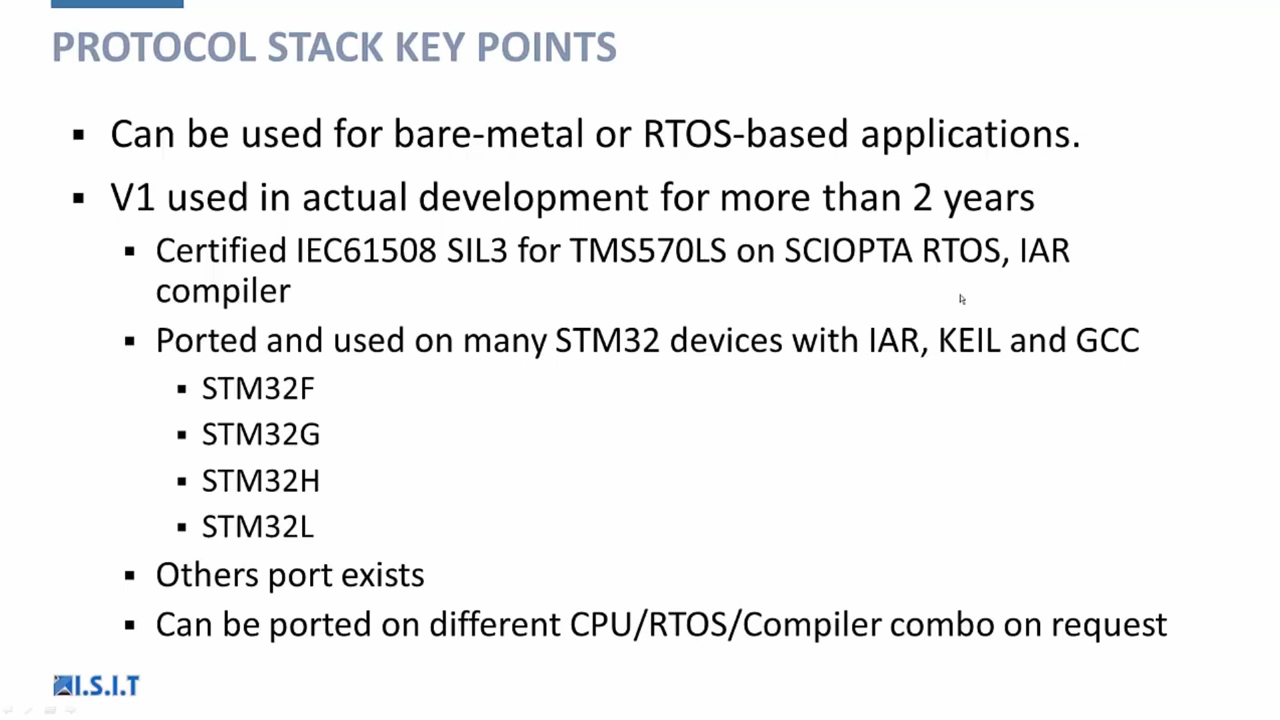 PROTOCOL STACK KEY POINTS
▪ Can be used for bare-metal or RTOS-based applications.
▪ V1 used in actual development for more than 2 years
▪ Certified IEC61508 SIL3 for TMS570LS on SCIOPTA RTOS, IAR
compiler
▪ Ported and used on many STM32 devices with IAR, KEIL and GCC
▪ STM32F
▪ STM32G
▪ STM32H
▪ STM32L
▪ Others port exists
▪ Can be ported on different CPU/RTOS/Compiler combo on request
I.S.I.T